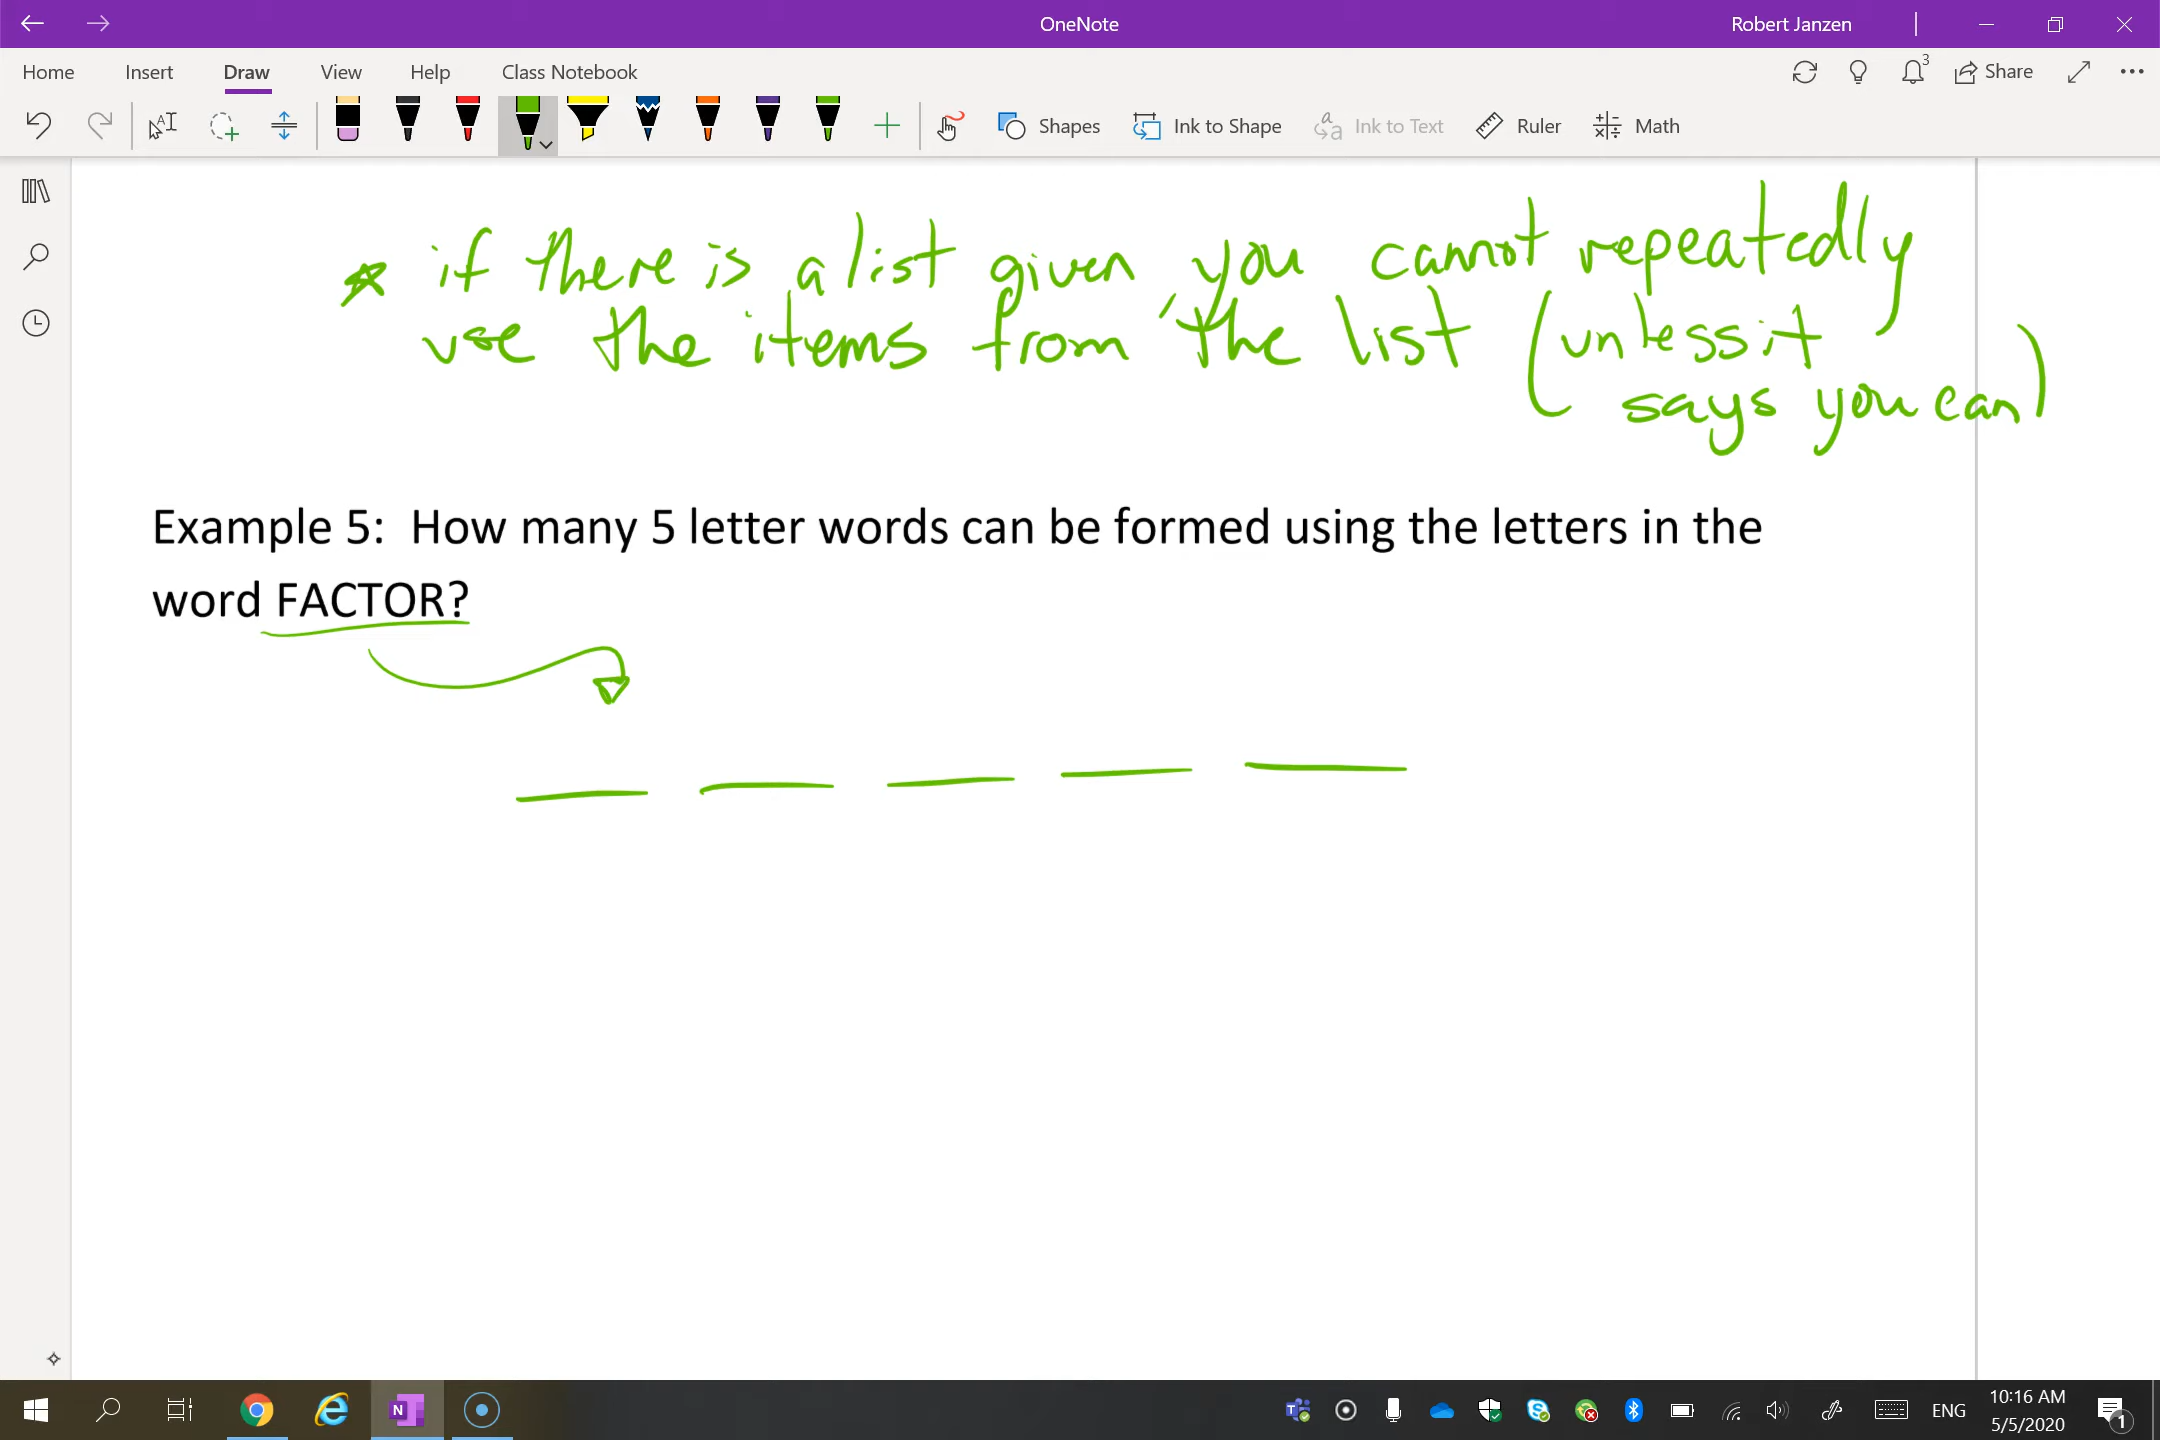 OneNote
Robert Janzen
Home Insert Draw View Help Class Notebook
3
Share
Shapes Ink to Shape Ink to Text Ruler Math
* if there is a list given you cannot repeatedly
use the items from the list (unless it
says you can)
Example 5: How many 5 letter words can be formed using the letters in the
word FACTOR?
ENG
10:16 AM
5/5/2020
1